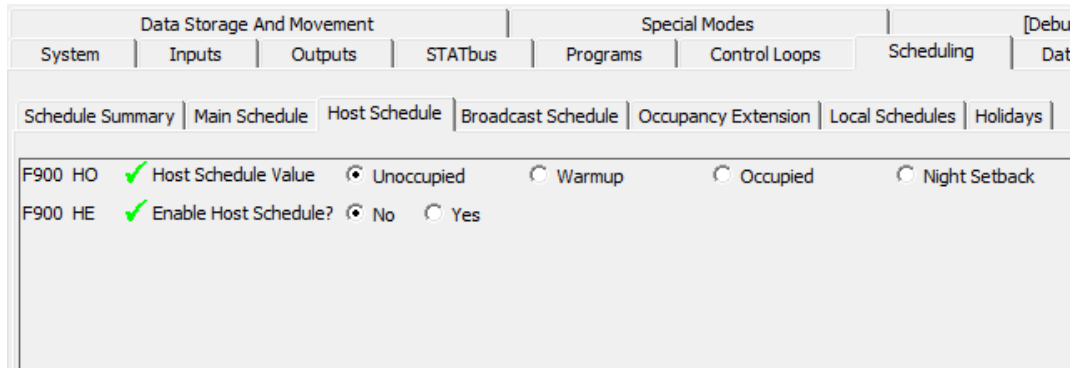 Data Storage And Movement Special Modes [Debu
System Inputs Outputs STATbus Programs Control Loops Scheduling Dat
Schedule Summary Main Schedule Host Schedule Broadcast Schedule Occupancy Extension Local Schedules Holidays
F900 HO Host Schedule Value Unoccupied Warmup Occupied Night Setback
F900 HE Enable Host Schedule? No Yes